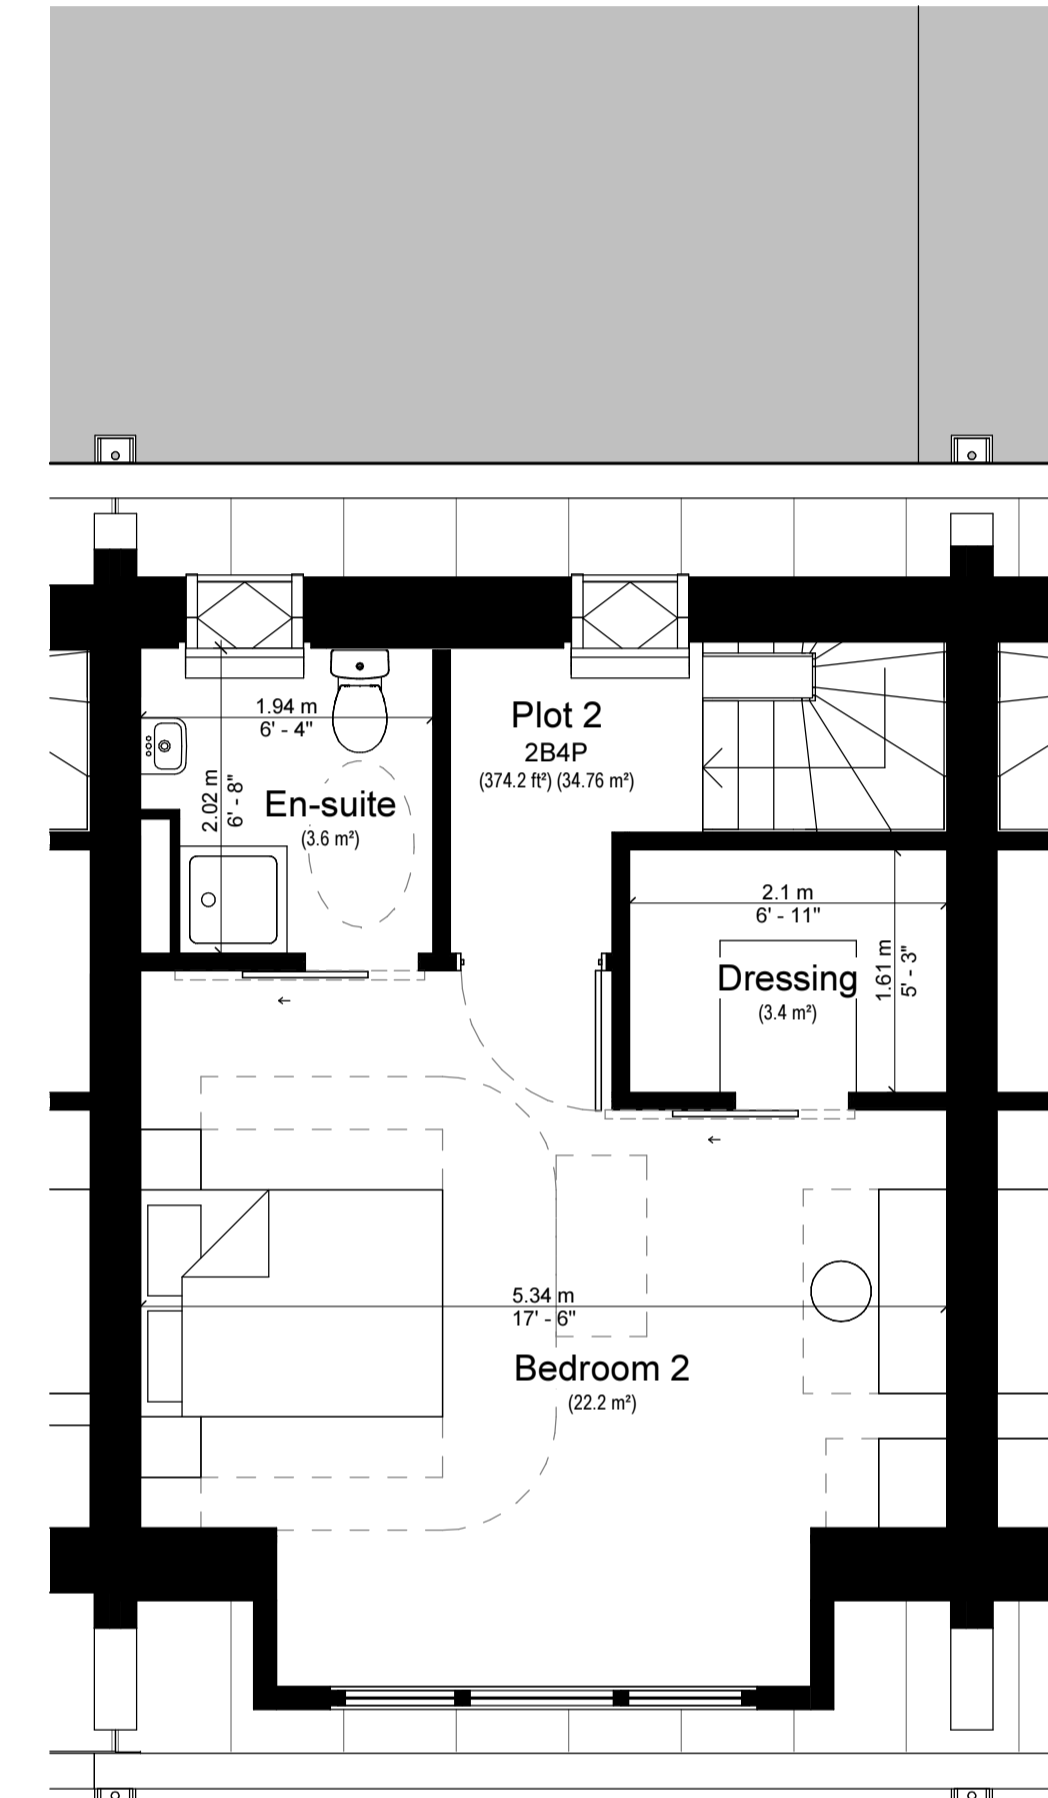 1.94 m
6' - 4"
Plot 2
2B4P
(374.2 ft²) (34.76 m²)
2.02 m
6' - 8"
En-suite
(3.6 m²)
2.1 m
6' - 11"
Dressing
(3.4 m²)
1.61 m
5' - 3"
5.34 m
17' - 6"
Bedroom 2
(22.2 m²)